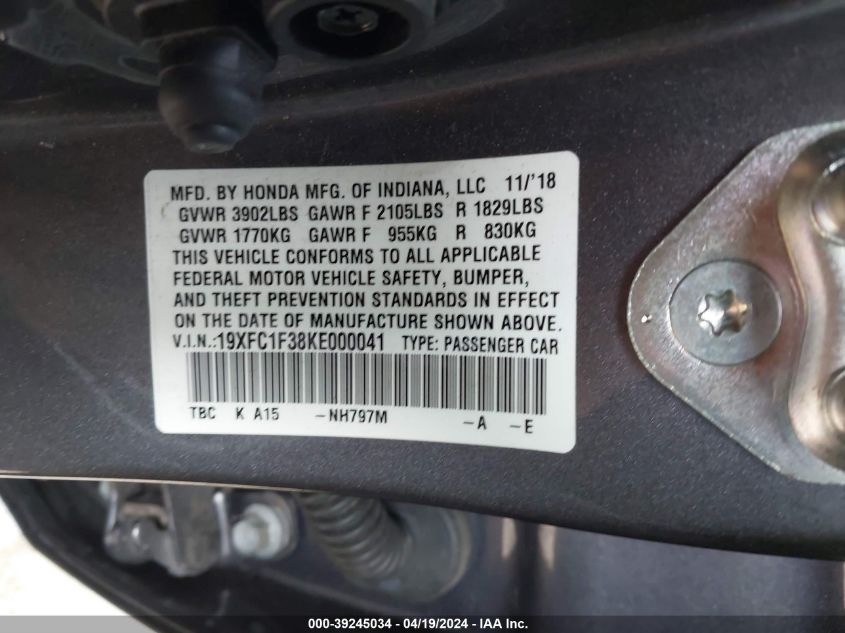 MFD. BY HONDA MFG. OF INDIANA, LLC 11/'18
GVWR 3902LBS GAWR F 2105LBS R 1829LBS
GVWR 1770KG GAWR F 955KG R 830KG
THIS VEHICLE CONFORMS TO ALL APPLICABLE
FEDERAL MOTOR VEHICLE SAFETY, BUMPER,
AND THEFT PREVENTION STANDARDS IN EFFECT
ON THE DATE OF MANUFACTURE SHOWN ABOVE.
V.I.N.:19XFC1F38KE000041 TYPE: PASSENGER CAR
TBC K A15 -NH797M -A -E
000-39245034 - 04/19/2024 - IAA Inc.